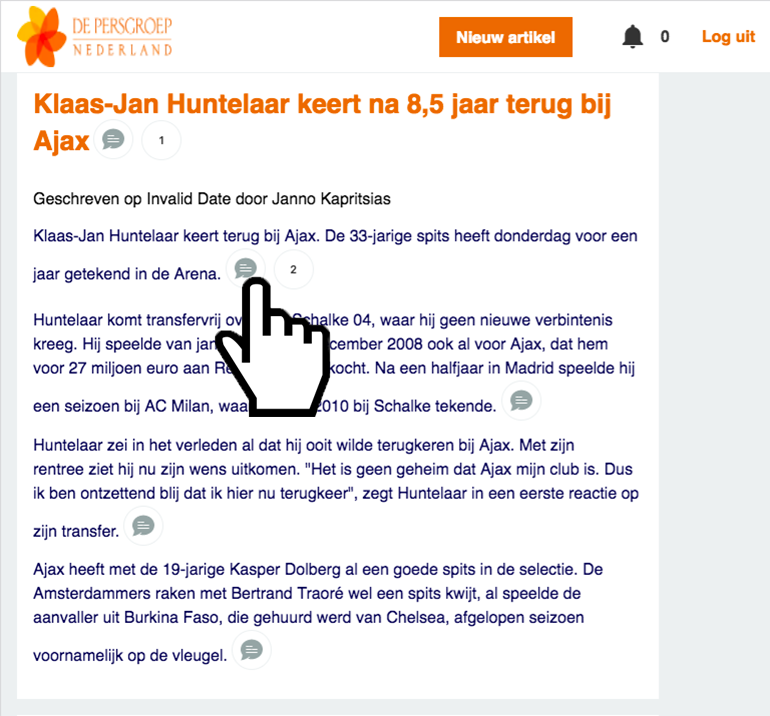 DE PERSGROEP
NEDERLAND
Nieuw artikel
0
Log uit
Klaas-Jan Huntelaar keert na 8,5 jaar terug bij
Ajax
1
Geschreven op Invalid Date door Janno Kapritsias
Klaas-Jan Huntelaar keert terug bij Ajax. De 33-jarige spits heeft donderdag voor een
jaar getekend in de Arena.
2
Huntelaar komt transfervrij Schalke 04, waar hij geen nieuwe verbintenis
kreeg. Hij speelde van 2008 ook al voor Ajax, dat hem
voor 27 miljoen euro aan Na een halfjaar in Madrid speelde hij
een seizoen bij AC Milan, 2010 bij Schalke tekende.
Huntelaar zei in het verleden al dat hij ooit wilde terugkeren bij Ajax. Met zijn
rentree ziet hij nu zijn wens uitkomen. "Het is geen geheim dat Ajax mijn club is. Dus
ik ben ontzettend blij dat ik hier nu terugkeer", zegt Huntelaar in een eerste reactie op
zijn transfer.
Ajax heeft met de 19-jarige Kasper Dolberg al een goede spits in de selectie. De
Amsterdammers raken met Bertrand Traoré wel een spits kwijt, al speelde de
aanvaller uit Burkina Faso, die gehuurd werd van Chelsea, afgelopen seizoen
voornamelijk op de vleugel.